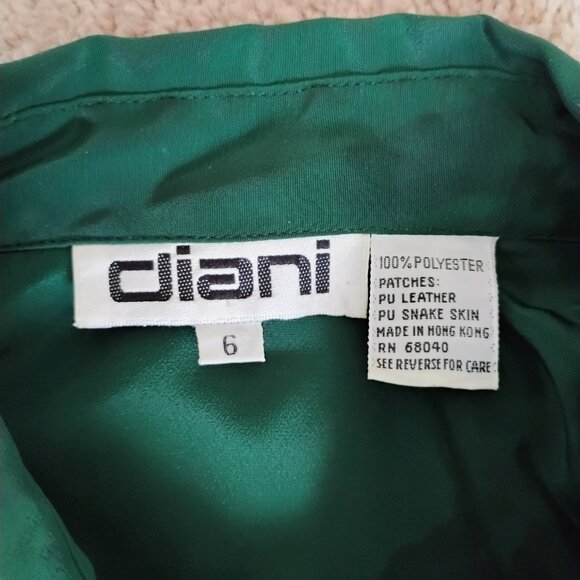 diani
6
100% POLYESTER
PATCHES:
PU LEATHER
PU SNAKE SKIN
MADE IN HONG KONG
RN 68040
SEE REVERSE FOR CARE